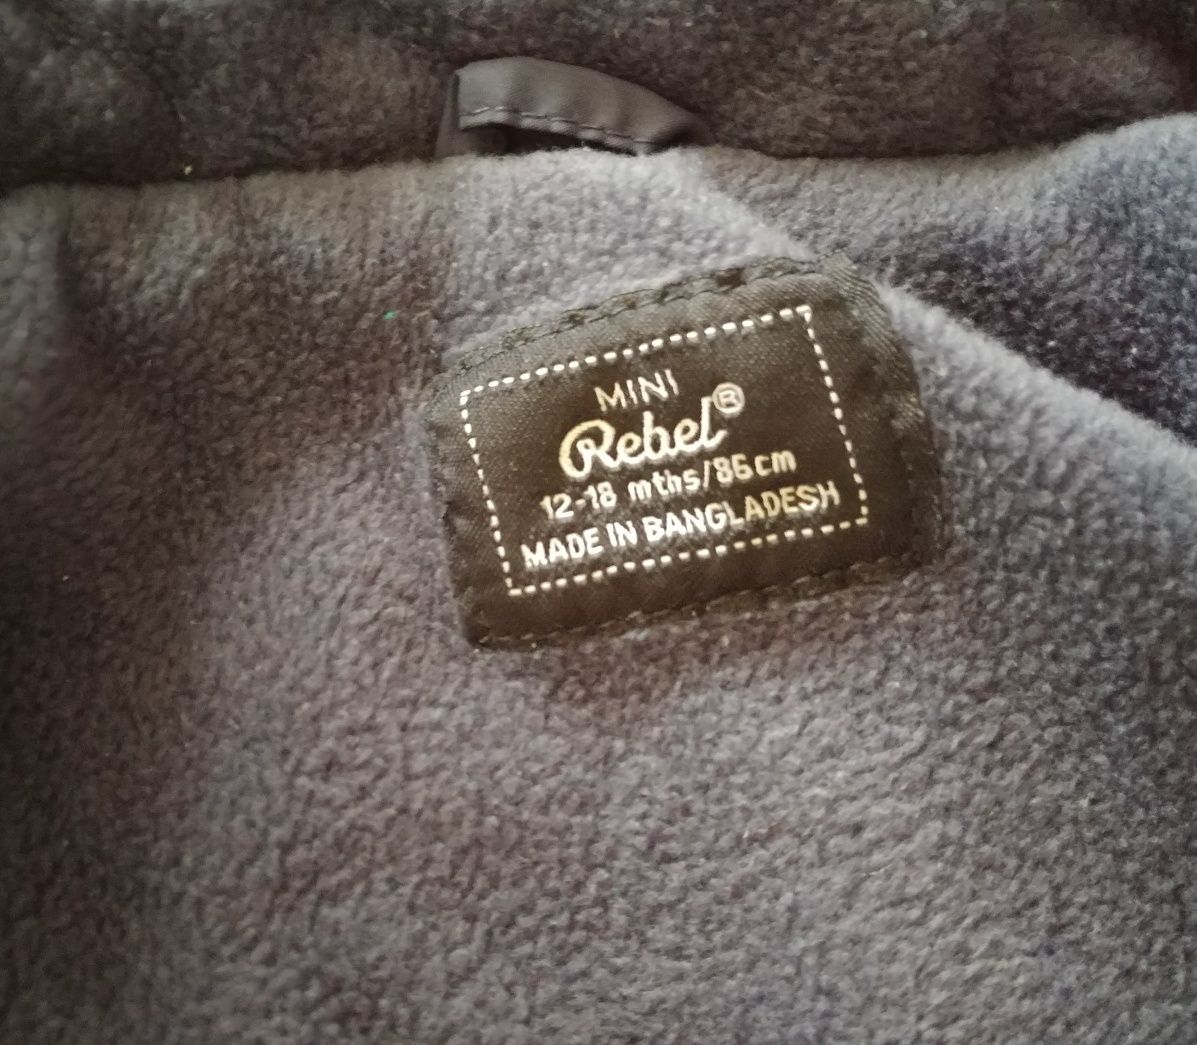 MINI
Rebel®
12-18 mths/86cm
MADE IN BANGLADESH